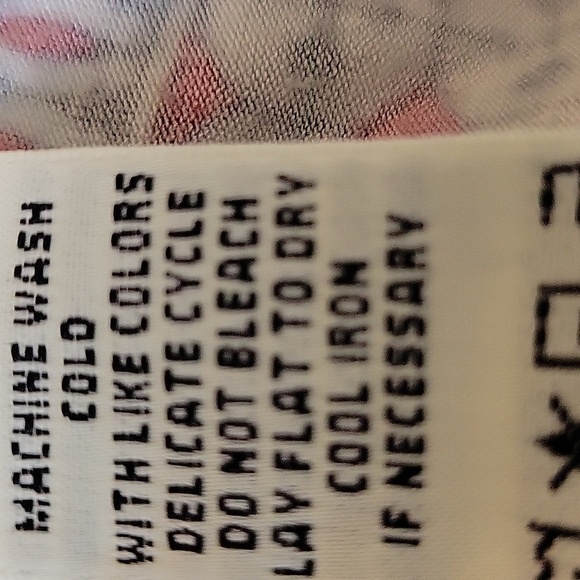 MACHINE WASH
COLD
WITH LIKE COLORS
DELICATE CYCLE
DO NOT BLEACH
LAY FLAT TO DRY
COOL IRON
IF NECESSARY